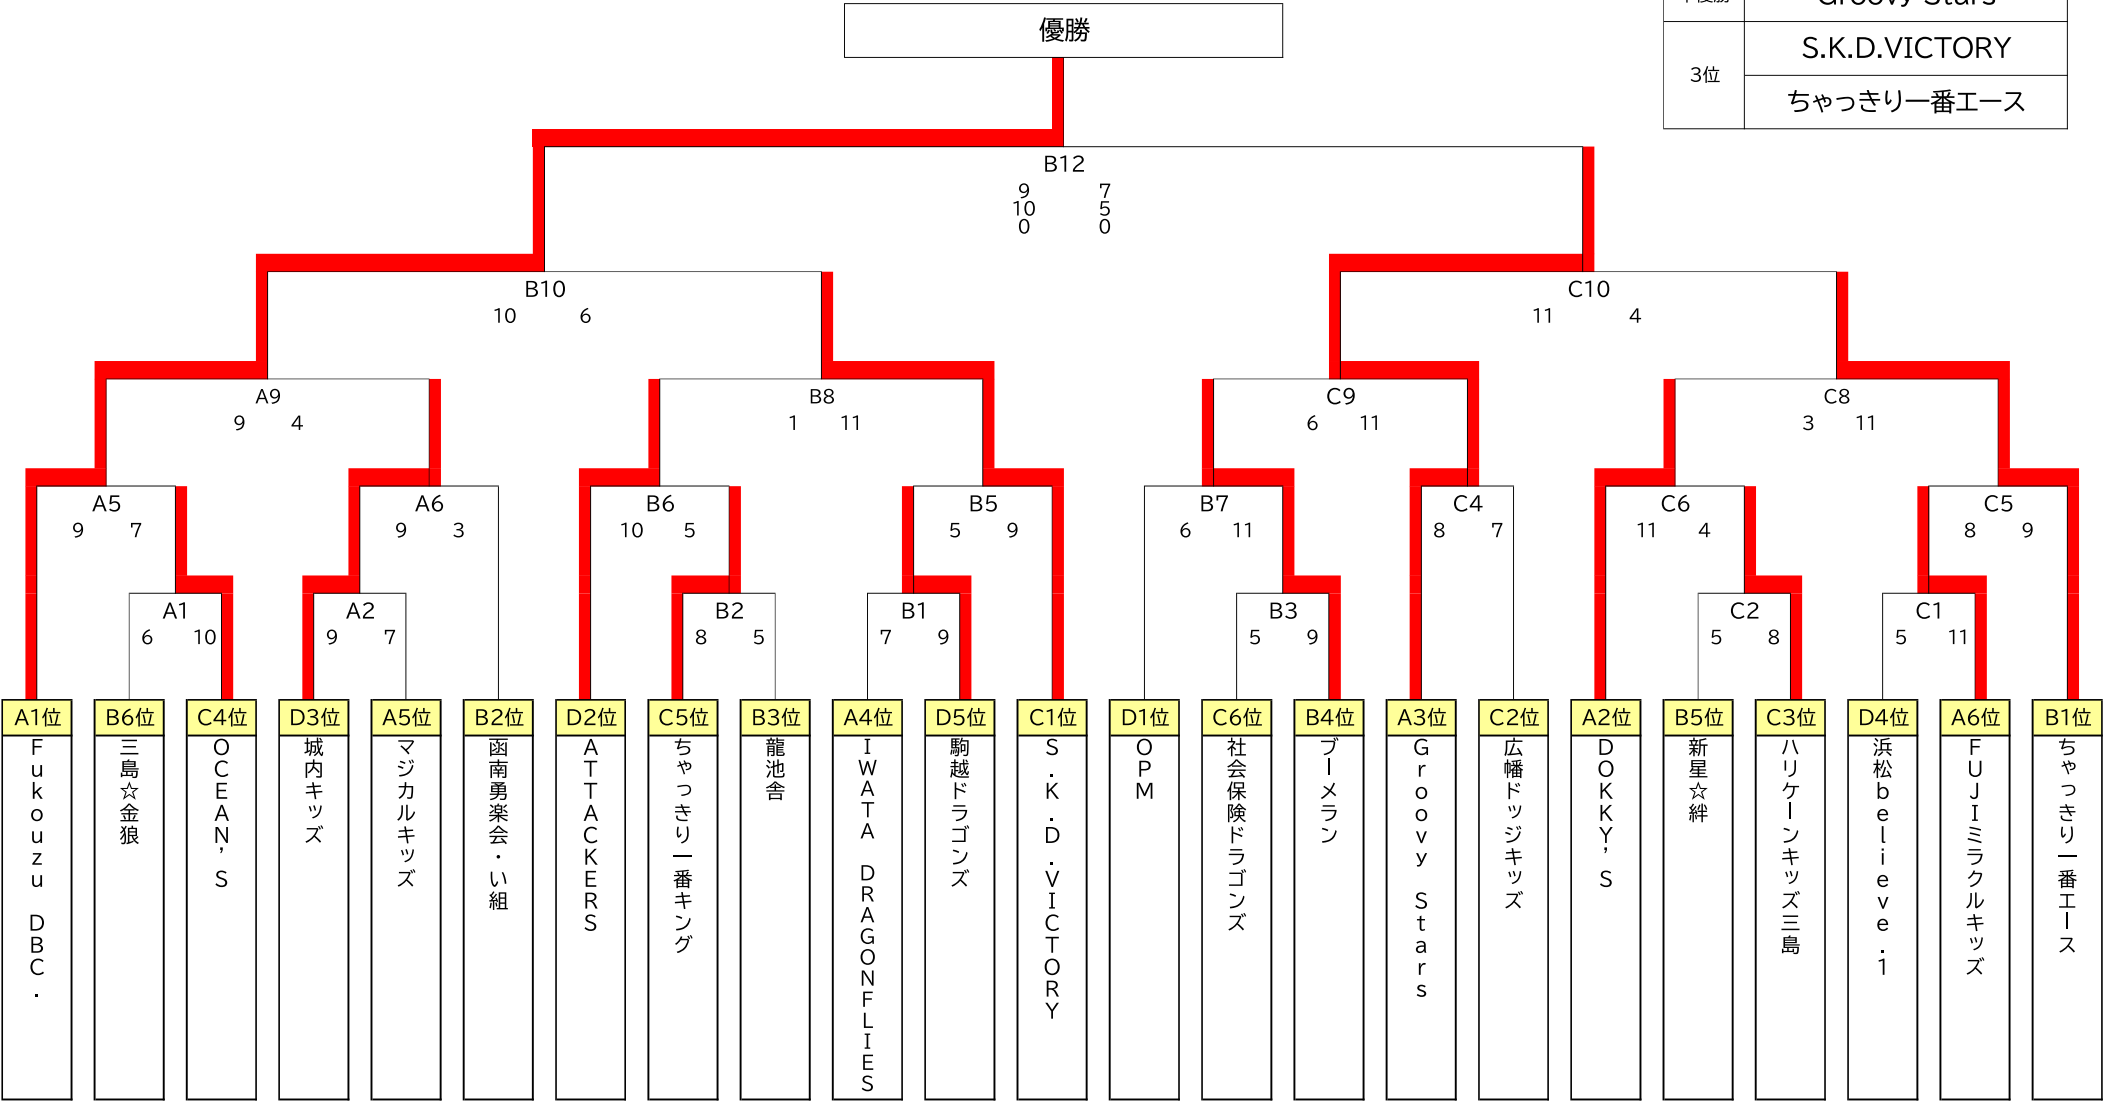 優勝
S.K.D.VICTORY
3位
ちゃっきり一番エース
B12
9 7
10 5
0 0
B10 C10
10 6 11 4
A9 B8 C9 C8
9 4 1 11 6 11 3 11
A5 A6 B6 B5 B7 C4 C6 C5
9 7 9 3 10 5 5 9 6 11 8 7 11 4 8 9
A1 A2 B2 B1 B3 C2 C1
6 10 9 7 8 5 7 9 5 9 5 8 5 11
A1位 B6位 C4位 D3位 A5位 B2位 D2位 C5位 B3位 A4位 D5位 C1位 D1位 C6位 B4位 A3位 C2位 A2位 B5位 C3位 D4位 A6位 B1位
Fukouzu DBC.
三島☆金狼
OCEAN'S
城内キッズ
マジカルキッズ
函南勇楽会・い組
ATTACKERS
ちゃっきり一番キング
龍池舎
IWATA DRAGONFLIES
駒越ドラゴンズ
S.K.D.VICTORY
OPM
社会保険ドラゴンズ
ブーメラン
Groovy Stars
広幡ドッジキッズ
DOKKY'S
新星☆絆
ハリケーンキッズ三島
浜松believe.1
FUJIミラクルキッズ
ちゃっきり一番エース